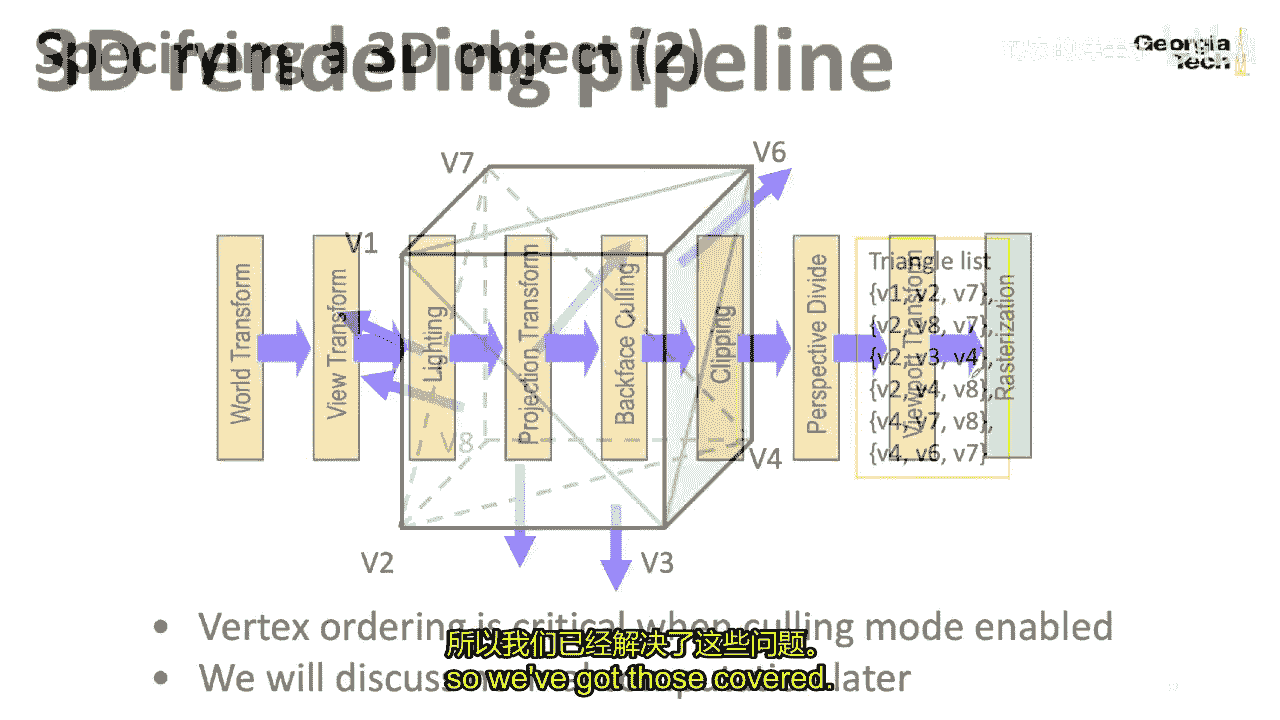 Specifying a 3D object (2)
3D rendering pipeline
Georgia
Tech
V7
V6
V1
World Transform
View Transform
Lighting
Projection Transform
Backface Culling
Clipping
Perspective Divide
Viewport Transform
Rasterization
Triangle list
{v1, v2, v7},
{v2, v8, v7},
{v2, v3, v4},
{v2, v4, v8},
{v4, v7, v8},
{v4, v6, v7}
V8
V4
V2
V3
• Vertex ordering is critical when culling mode enabled
所以我们已经解决了这些问题。
• We will discuss later
so we've got those covered.